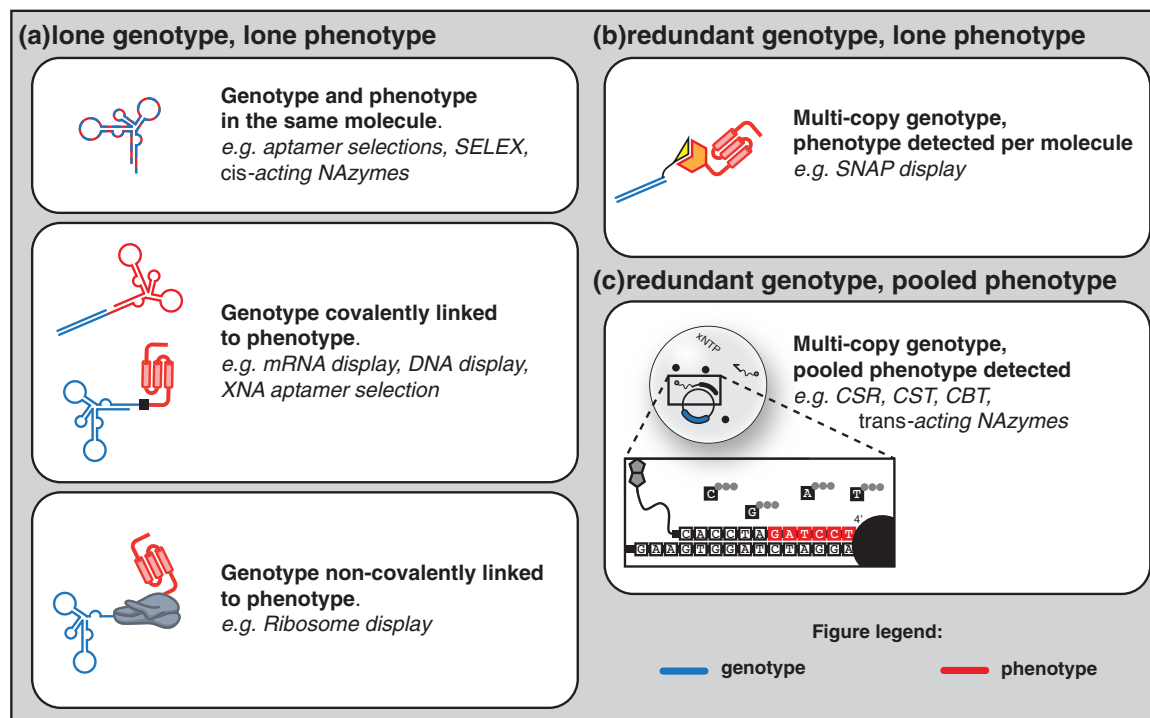 (a)lone genotype, lone phenotype
Genotype and phenotype
in the same molecule.
e.g. aptamer selections, SELEX,
cis-acting NAzymes
Genotype covalently linked
to phenotype.
e.g. mRNA display, DNA display,
XNA aptamer selection
Genotype non-covalently linked
to phenotype.
e.g. Ribosome display
(b)redundant genotype, lone phenotype
Multi-copy genotype,
phenotype detected per molecule
e.g. SNAP display
(c)redundant genotype, pooled phenotype
xNTP
Multi-copy genotype,
pooled phenotype detected
e.g. CSR, CST, CBT,
trans-acting NAzymes
C
G
A
T
4'
CACCTAGATCCT
GAAGTGGATCTAGGA
Figure legend:
genotype
phenotype